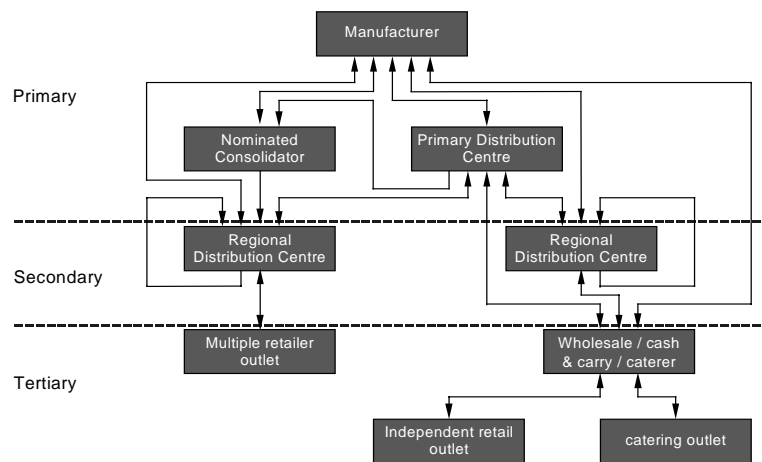 Manufacturer
Primary
Nominated
Consolidator
Primary Distribution
Centre
Regional
Distribution Centre
Regional
Distribution Centre
Secondary
Multiple retailer
outlet
Wholesale / cash
& carry / caterer
Tertiary
Independent retail
outlet
catering outlet